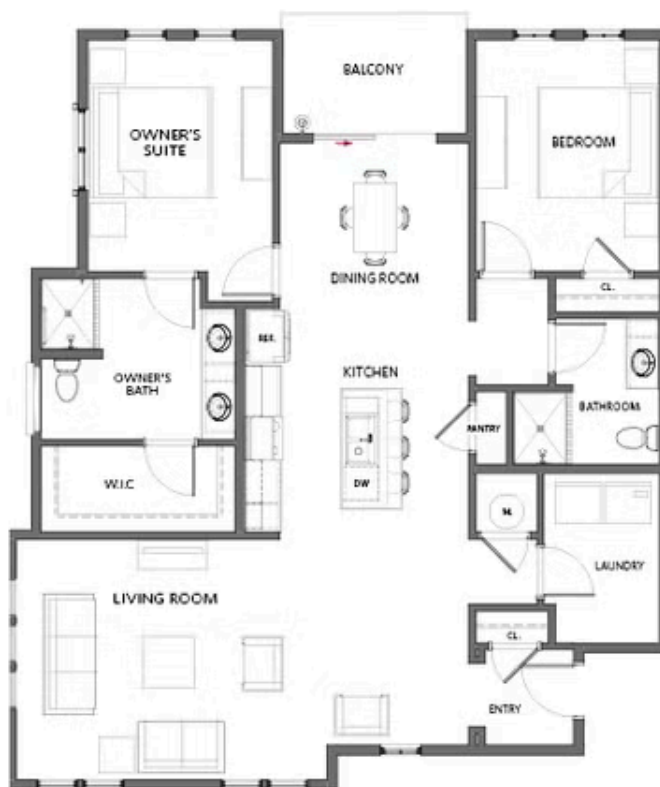 BALCONY
OWNER'S
SUITE
BEDROOM
DINING ROOM
CL.
REF.
KITCHEN
OWNER'S
BATH
BATHROOM
PANTRY
W.I.C
DW
M.
LAUNDRY
LIVING ROOM
CL.
ENTRY